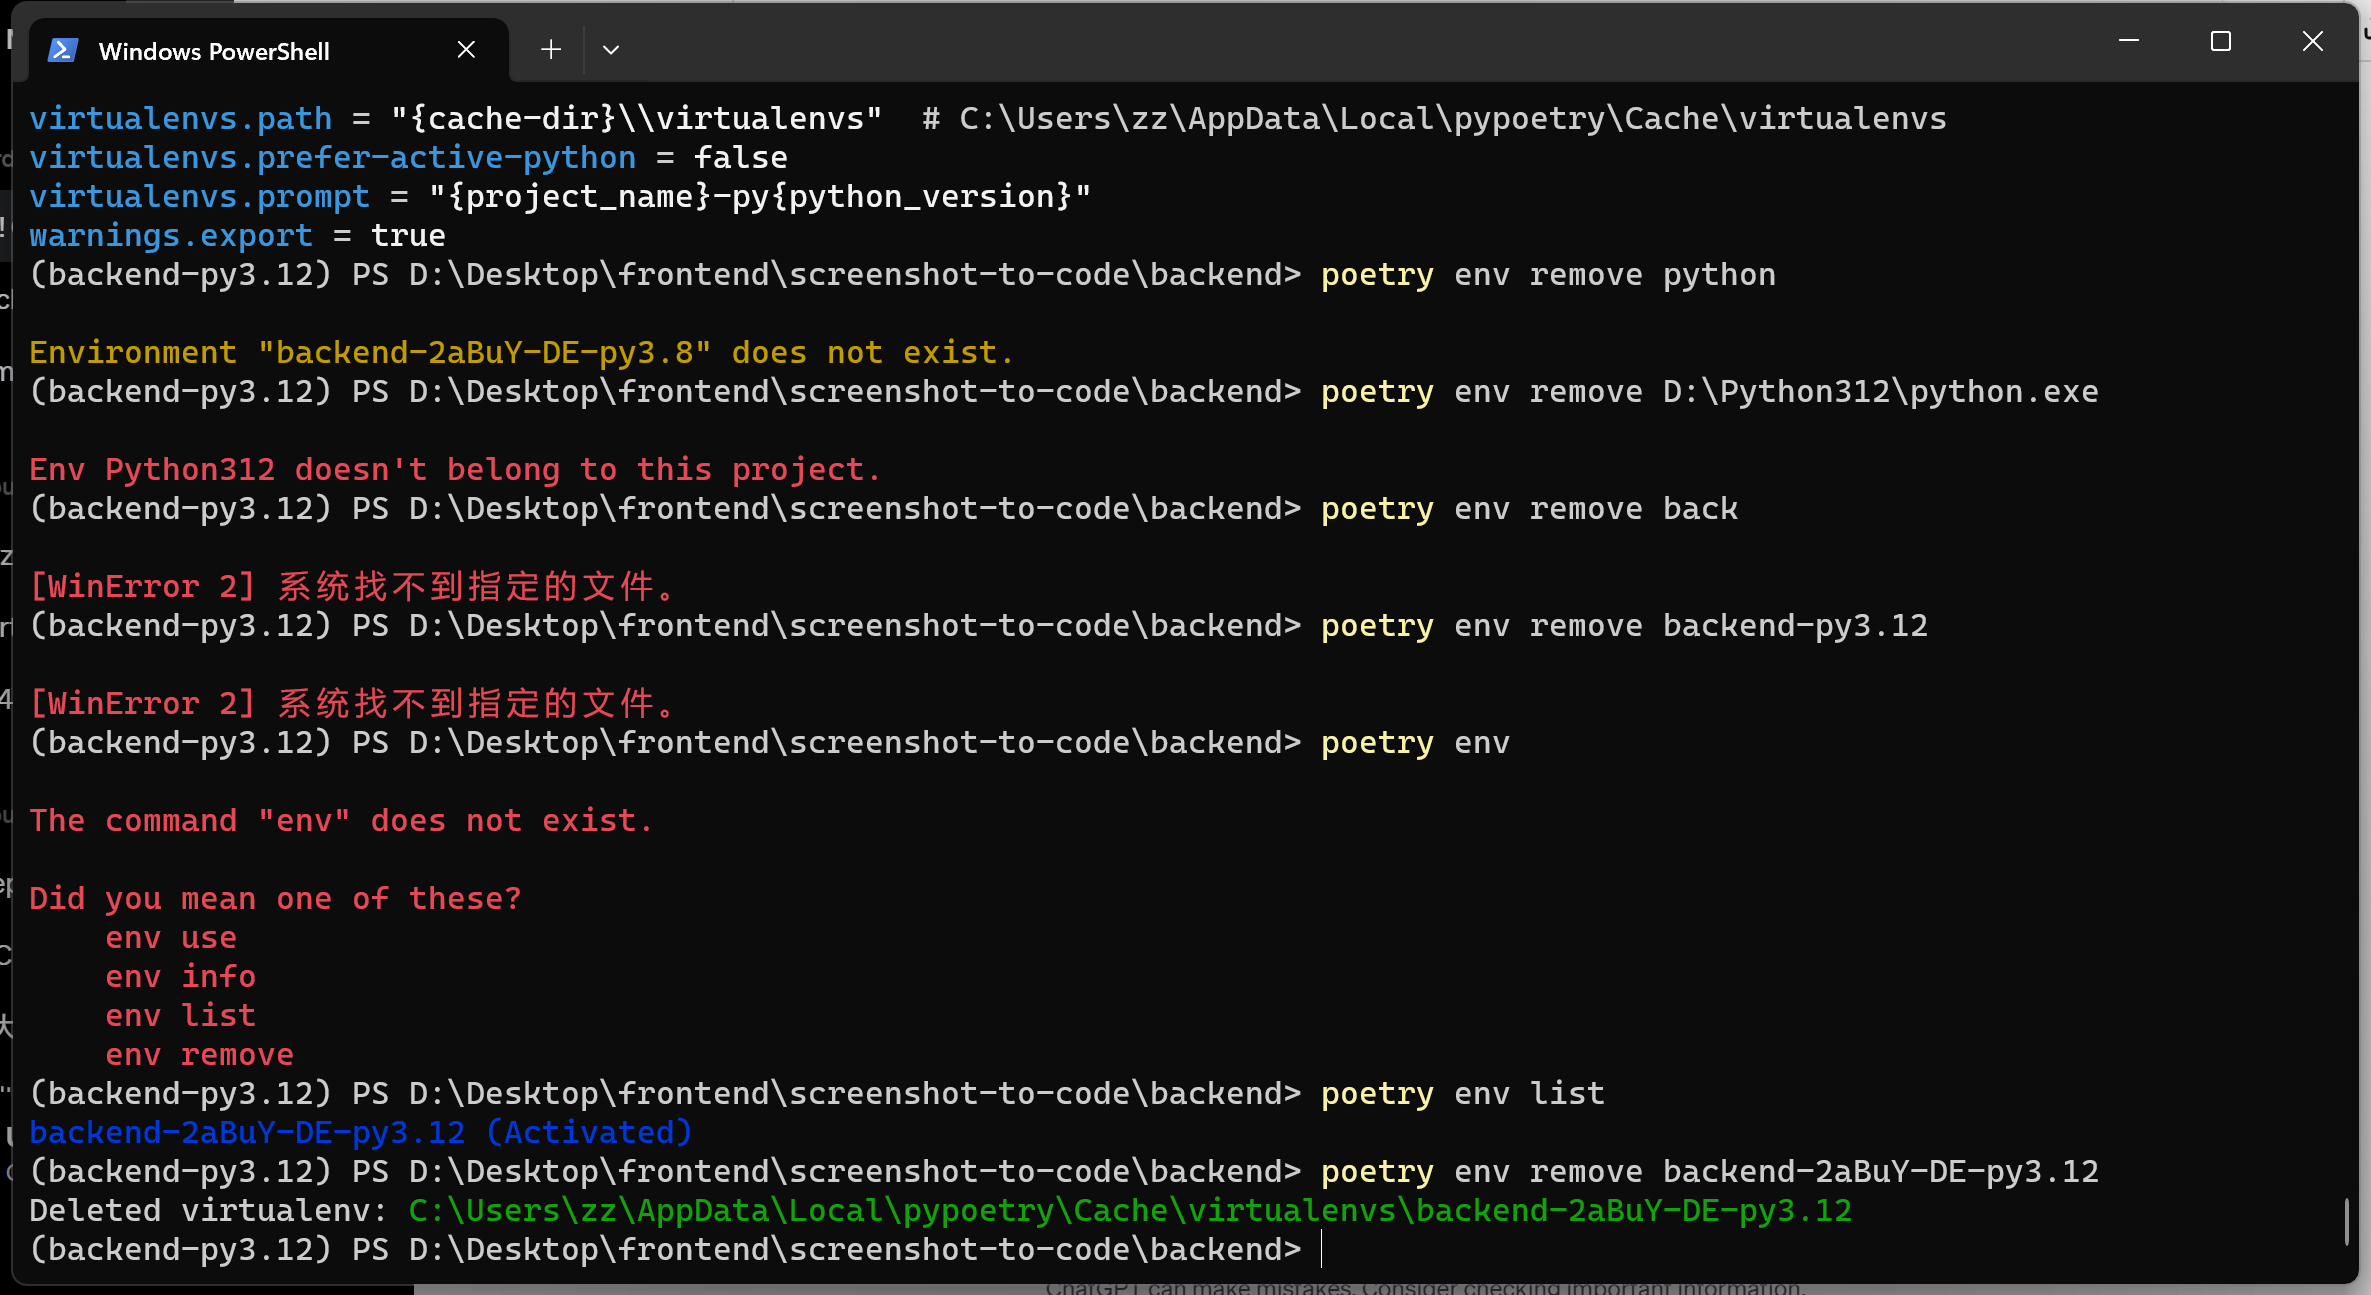 Windows PowerShell
virtualenvs.path = "{cache-dir}\\virtualenvs"  # C:\Users\zz\AppData\Local\pypoetry\Cache\virtualenvs
virtualenvs.prefer-active-python = false
virtualenvs.prompt = "{project_name}-py{python_version}"
warnings.export = true
(backend-py3.12) PS D:\Desktop\frontend\screenshot-to-code\backend> poetry env remove python
Environment "backend-2aBuY-DE-py3.8" does not exist.
(backend-py3.12) PS D:\Desktop\frontend\screenshot-to-code\backend> poetry env remove D:\Python312\python.exe
Env Python312 doesn't belong to this project.
(backend-py3.12) PS D:\Desktop\frontend\screenshot-to-code\backend> poetry env remove back
[WinError 2] 系统找不到指定的文件。
(backend-py3.12) PS D:\Desktop\frontend\screenshot-to-code\backend> poetry env remove backend-py3.12
[WinError 2] 系统找不到指定的文件。
(backend-py3.12) PS D:\Desktop\frontend\screenshot-to-code\backend> poetry env
The command "env" does not exist.
Did you mean one of these?
    env use
    env info
    env list
    env remove
(backend-py3.12) PS D:\Desktop\frontend\screenshot-to-code\backend> poetry env list
backend-2aBuY-DE-py3.12 (Activated)
(backend-py3.12) PS D:\Desktop\frontend\screenshot-to-code\backend> poetry env remove backend-2aBuY-DE-py3.12
Deleted virtualenv: C:\Users\zz\AppData\Local\pypoetry\Cache\virtualenvs\backend-2aBuY-DE-py3.12
(backend-py3.12) PS D:\Desktop\frontend\screenshot-to-code\backend>
ChatGPT can make mistakes. Consider checking important information.